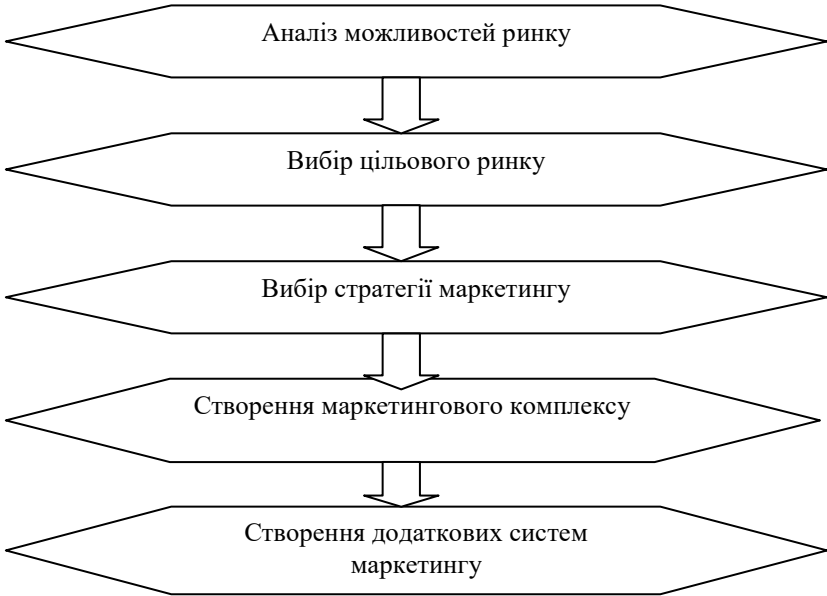 Аналіз можливостей ринку
Вибір цільового ринку
Вибір стратегії маркетингу
Створення маркетингового комплексу
Створення додаткових систем
маркетингу